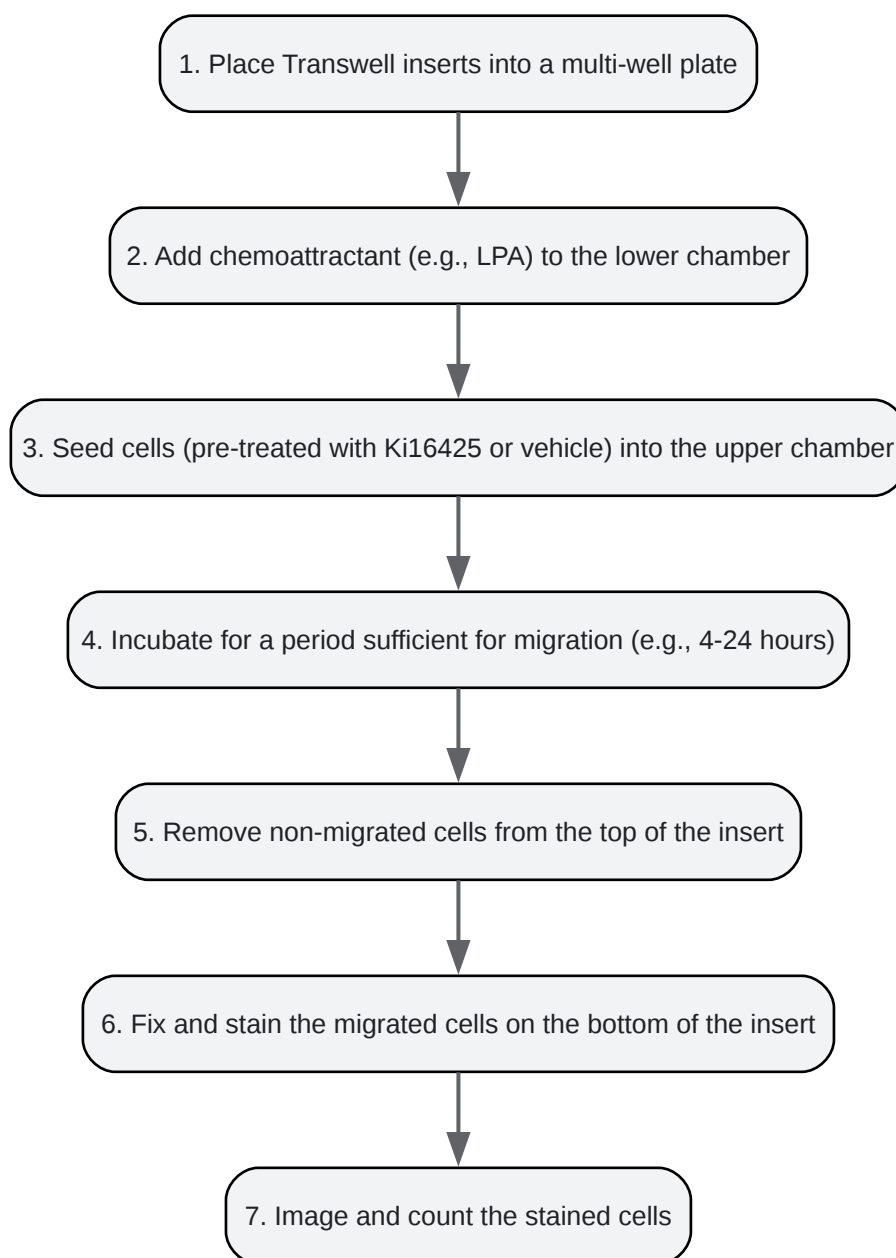 1. Place Transwell inserts into a multi-well plate
2. Add chemoattractant (e.g., LPA) to the lower chamber
3. Seed cells (pre-treated with Ki16425 or vehicle) into the upper chamber
4. Incubate for a period sufficient for migration (e.g., 4-24 hours)
5. Remove non-migrated cells from the top of the insert
6. Fix and stain the migrated cells on the bottom of the insert
7. Image and count the stained cells